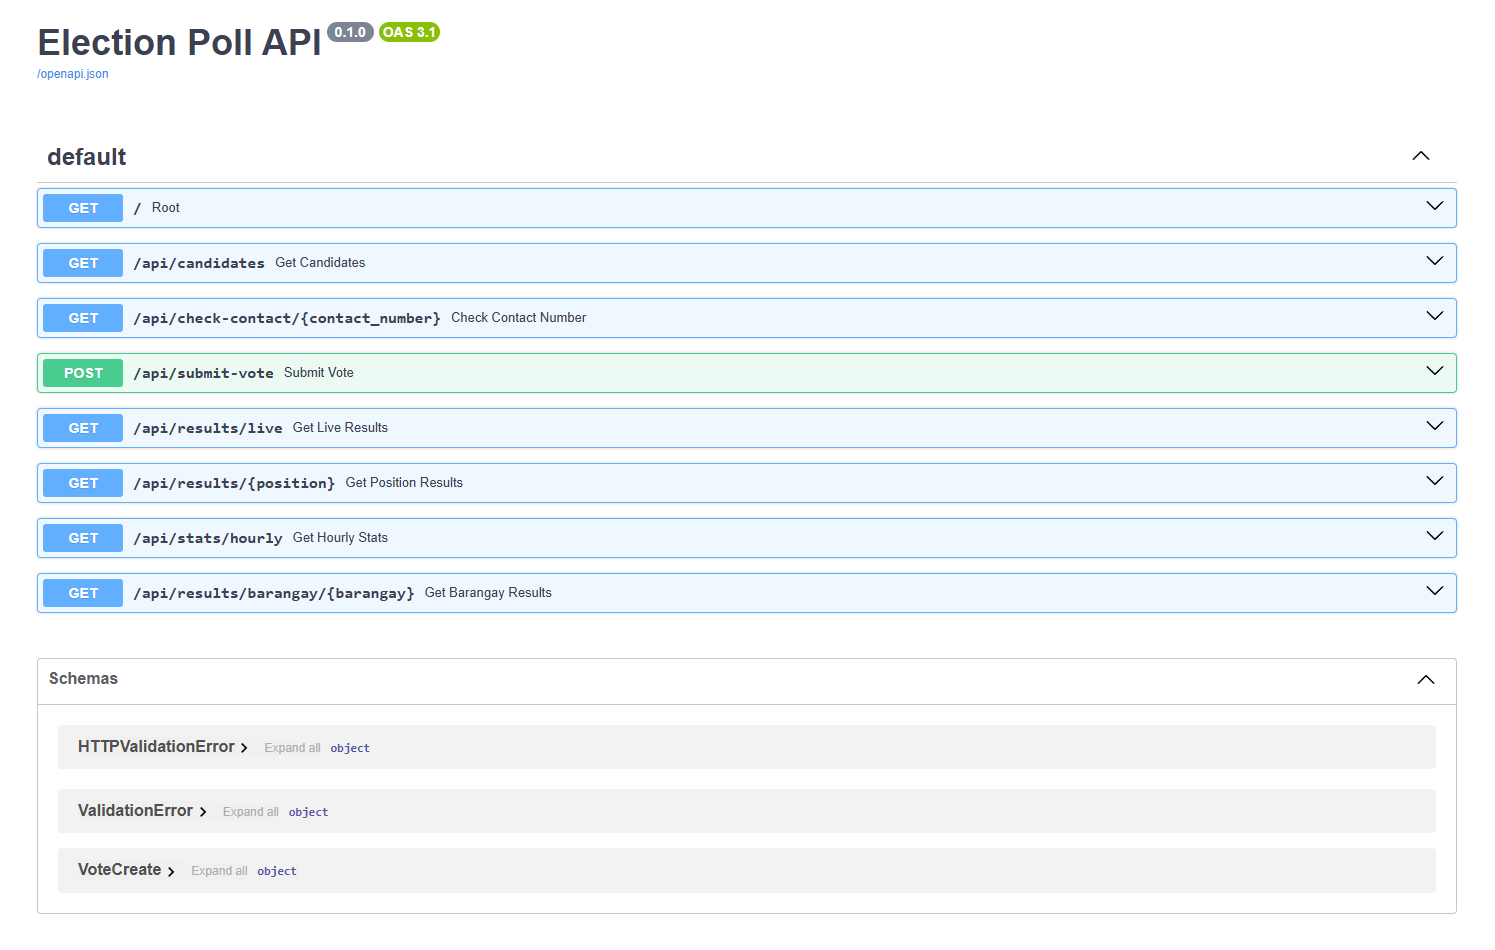 Election Poll API 0.1.0 OAS 3.1
/openapi.json
default
GET / Root
GET /api/candidates Get Candidates
GET /api/check-contact/{contact_number} Check Contact Number
POST /api/submit-vote Submit Vote
GET /api/results/live Get Live Results
GET /api/results/{position} Get Position Results
GET /api/stats/hourly Get Hourly Stats
GET /api/results/barangay/{barangay} Get Barangay Results
Schemas
HTTPValidationError Expand all object
ValidationError Expand all object
VoteCreate Expand all object